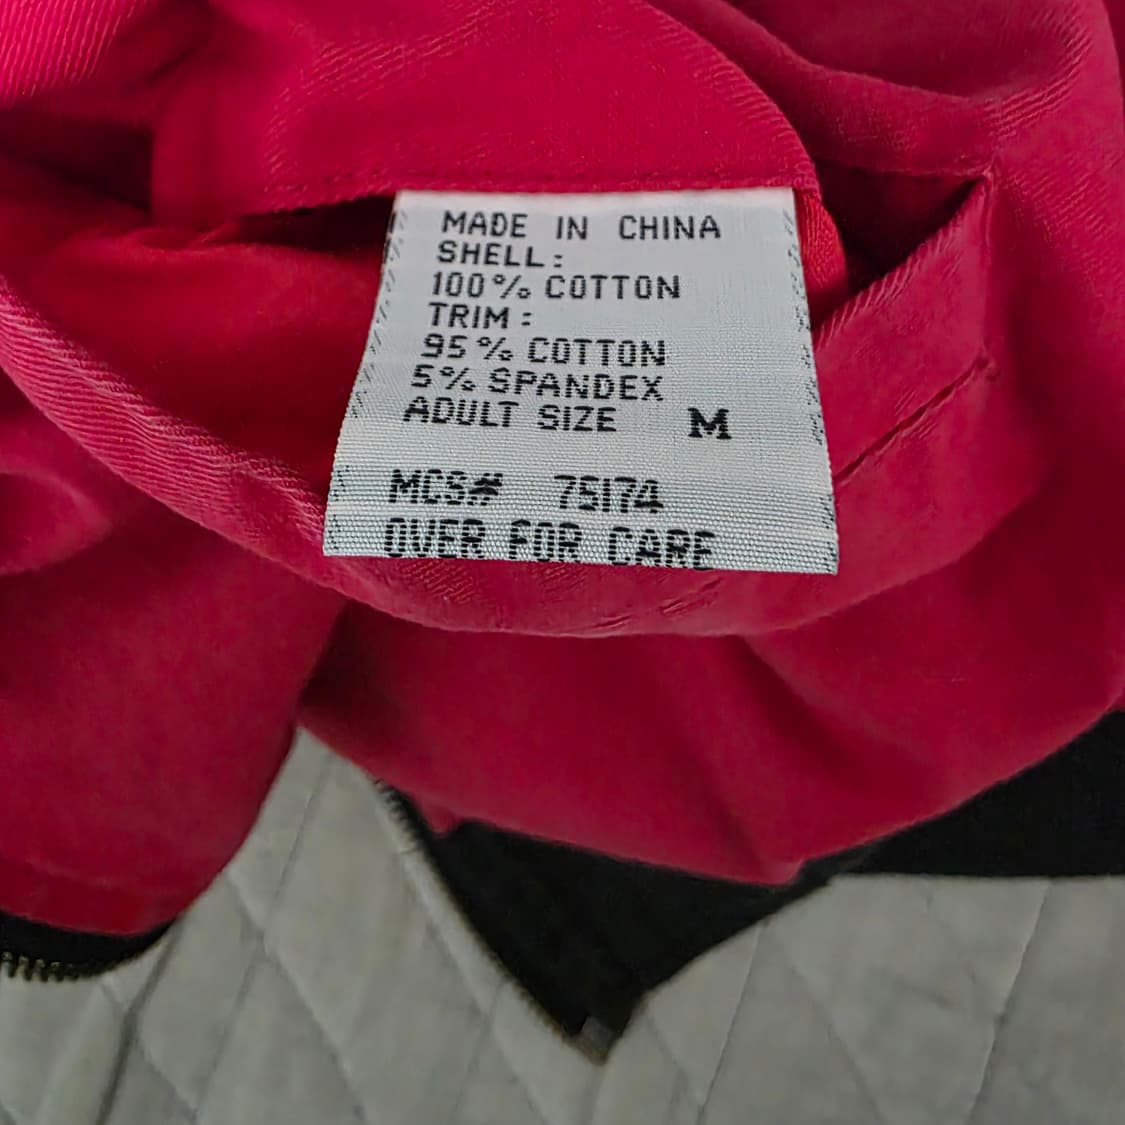 MADE IN CHINA
SHELL:
100% COTTON
TRIM:
95% COTTON
5% SPANDEX
ADULT SIZE M
MCS# 75174
OVER FOR CARE